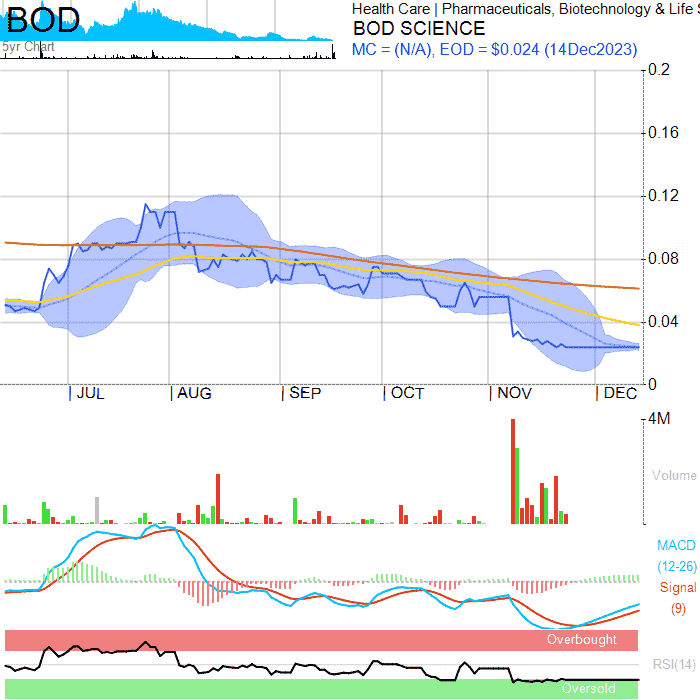 BOD
5yr Chart
Health Care | Pharmaceuticals, Biotechnology & Life S
BOD SCIENCE
MC = (N/A), EOD = $0.024 (14Dec2023)
0.2
0.16
0.12
0.08
0.04
0
JUL AUG SEP OCT NOV DEC
4M
Volume
MACD
(12-26)
Signal
(9)
Overbought
RSI(14)
Oversold